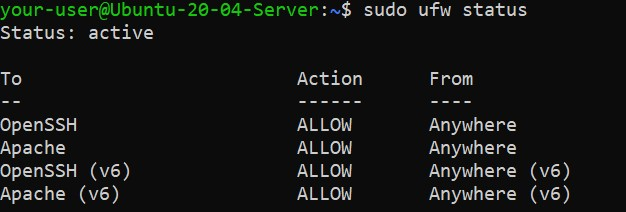 your-user@Ubuntu-20-04-Server:~$ sudo ufw status
Status: active
To Action From
-- ------ ----
OpenSSH ALLOW Anywhere
Apache ALLOW Anywhere
OpenSSH (v6) ALLOW Anywhere (v6)
Apache (v6) ALLOW Anywhere (v6)